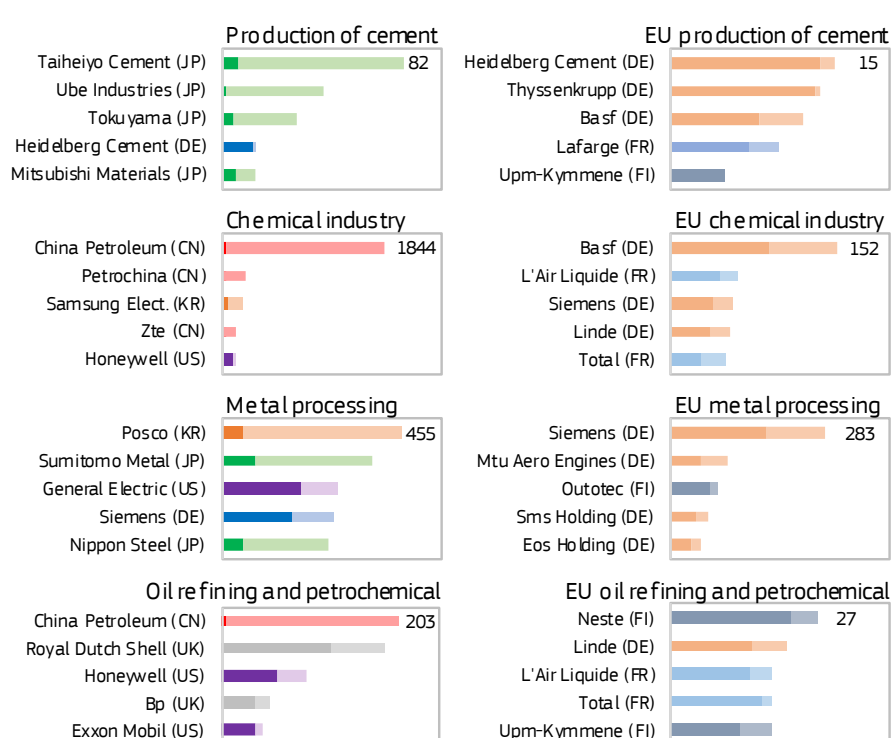 Production of cement
Taiheiyo Cement (JP) 82
Ube Industries (JP)
Tokuyama (JP)
Heidelberg Cement (DE)
Mitsubishi Materials (JP)
EU production of cement
Heidelberg Cement (DE) 15
Thyssenkrupp (DE)
Basf (DE)
Lafarge (FR)
Upm-Kymmene (FI)
Chemical industry
China Petroleum (CN) 1844
Petrochina (CN)
Samsung Elect. (KR)
Zte (CN)
Honeywell (US)
EU chemical industry
Basf (DE) 152
L'Air Liquide (FR)
Siemens (DE)
Linde (DE)
Total (FR)
Metal processing
Posco (KR) 455
Sumitomo Metal (JP)
General Electric (US)
Siemens (DE)
Nippon Steel (JP)
EU metal processing
Siemens (DE) 283
Mtu Aero Engines (DE)
Outotec (FI)
Sms Holding (DE)
Eos Holding (DE)
Oil refining and petrochemical
China Petroleum (CN) 203
Royal Dutch Shell (UK)
Honeywell (US)
Bp (UK)
Exxon Mobil (US)
EU oil refining and petrochemical
Neste (FI) 27
Linde (DE)
L'Air Liquide (FR)
Total (FR)
Upm-Kymmene (FI)